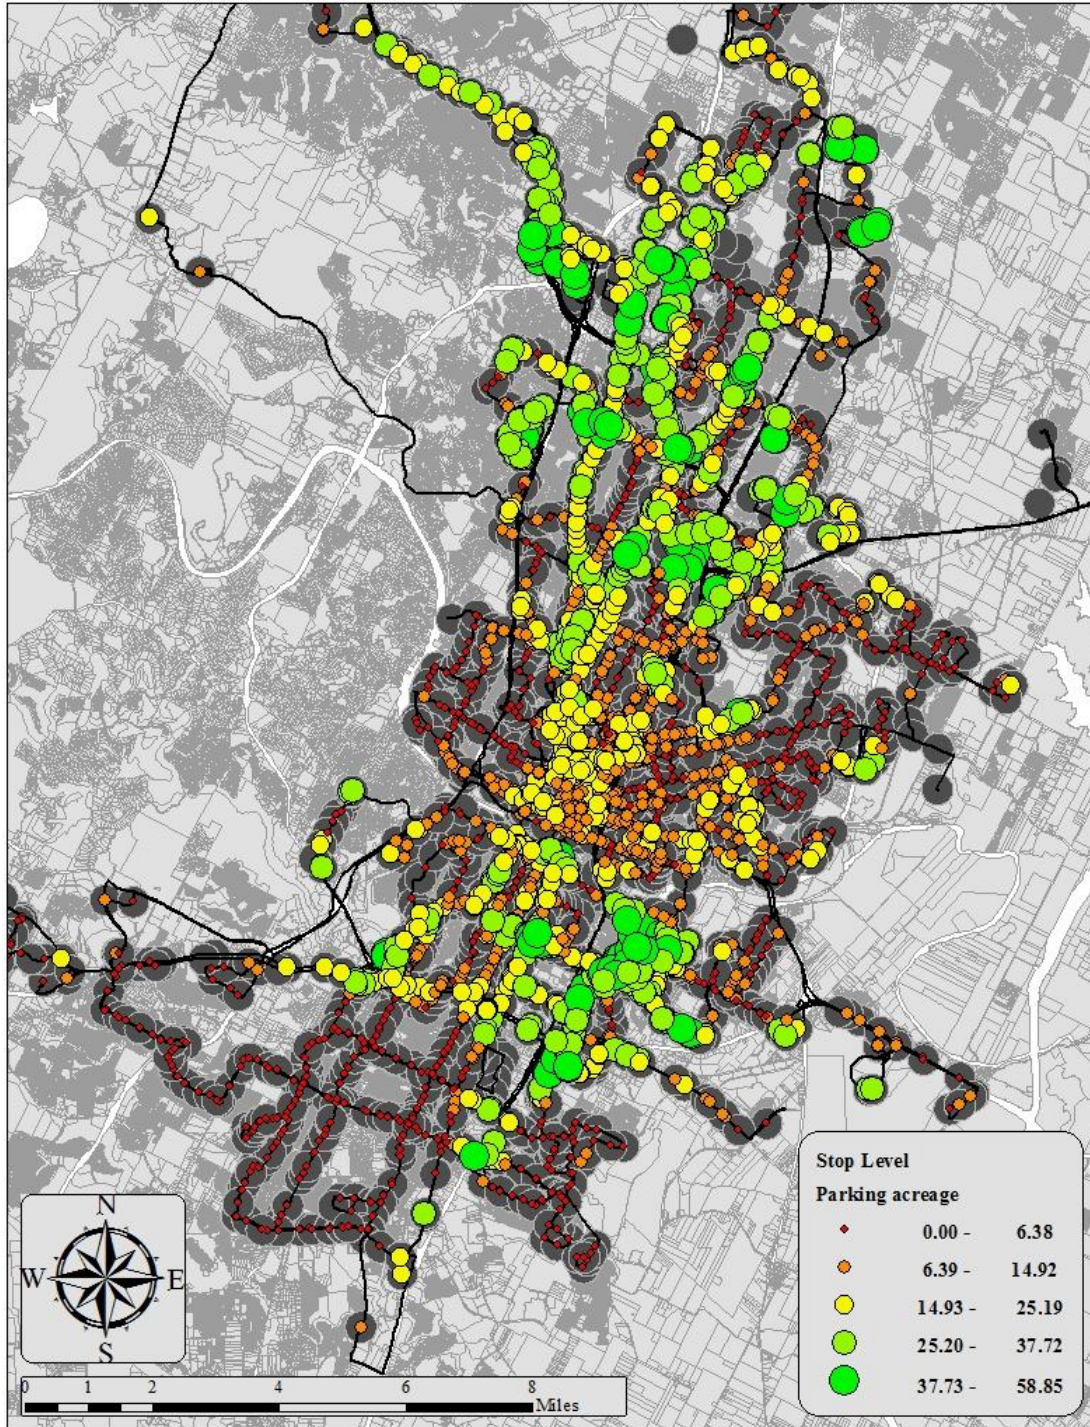 Stop Level
Parking acreage
0.00 - 6.38
6.39 - 14.92
14.93 - 25.19
25.20 - 37.72
37.73 - 58.85
N
W E
S
0 1 2 4 6 8
Miles